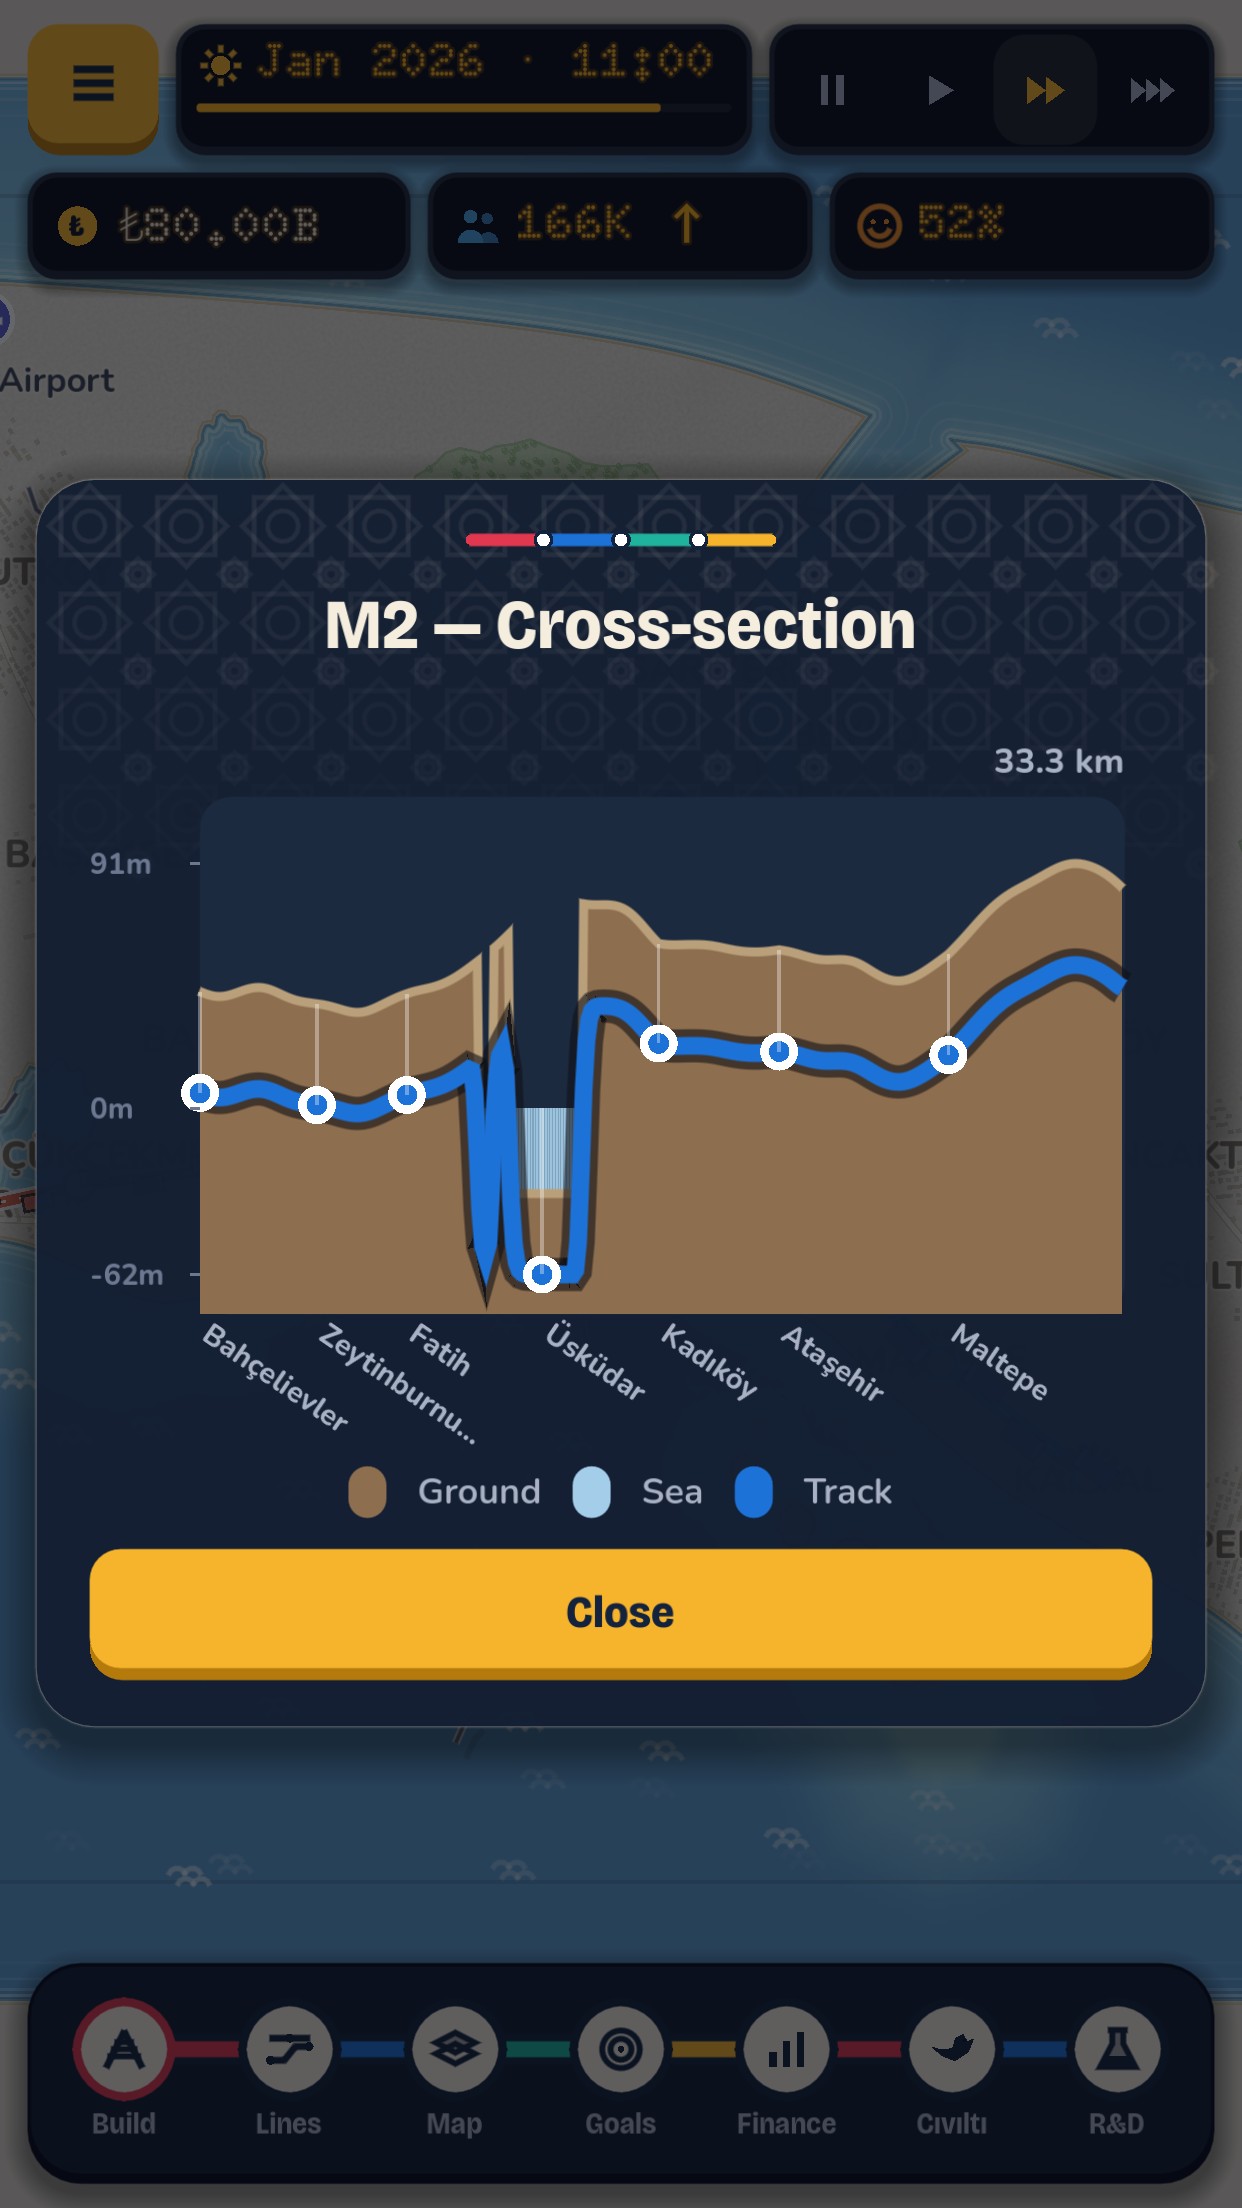 Jan 2026 · 11:00
₺80.00B
166K ↑
52%
Airport
M2 — Cross-section
33.3 km
91m
0m
-62m
Bahçelievler
Zeytinburnu...
Fatih
Üsküdar
Kadıköy
Ataşehir
Maltepe
Ground
Sea
Track
Close
Build
Lines
Map
Goals
Finance
Cıvıltı
R&D